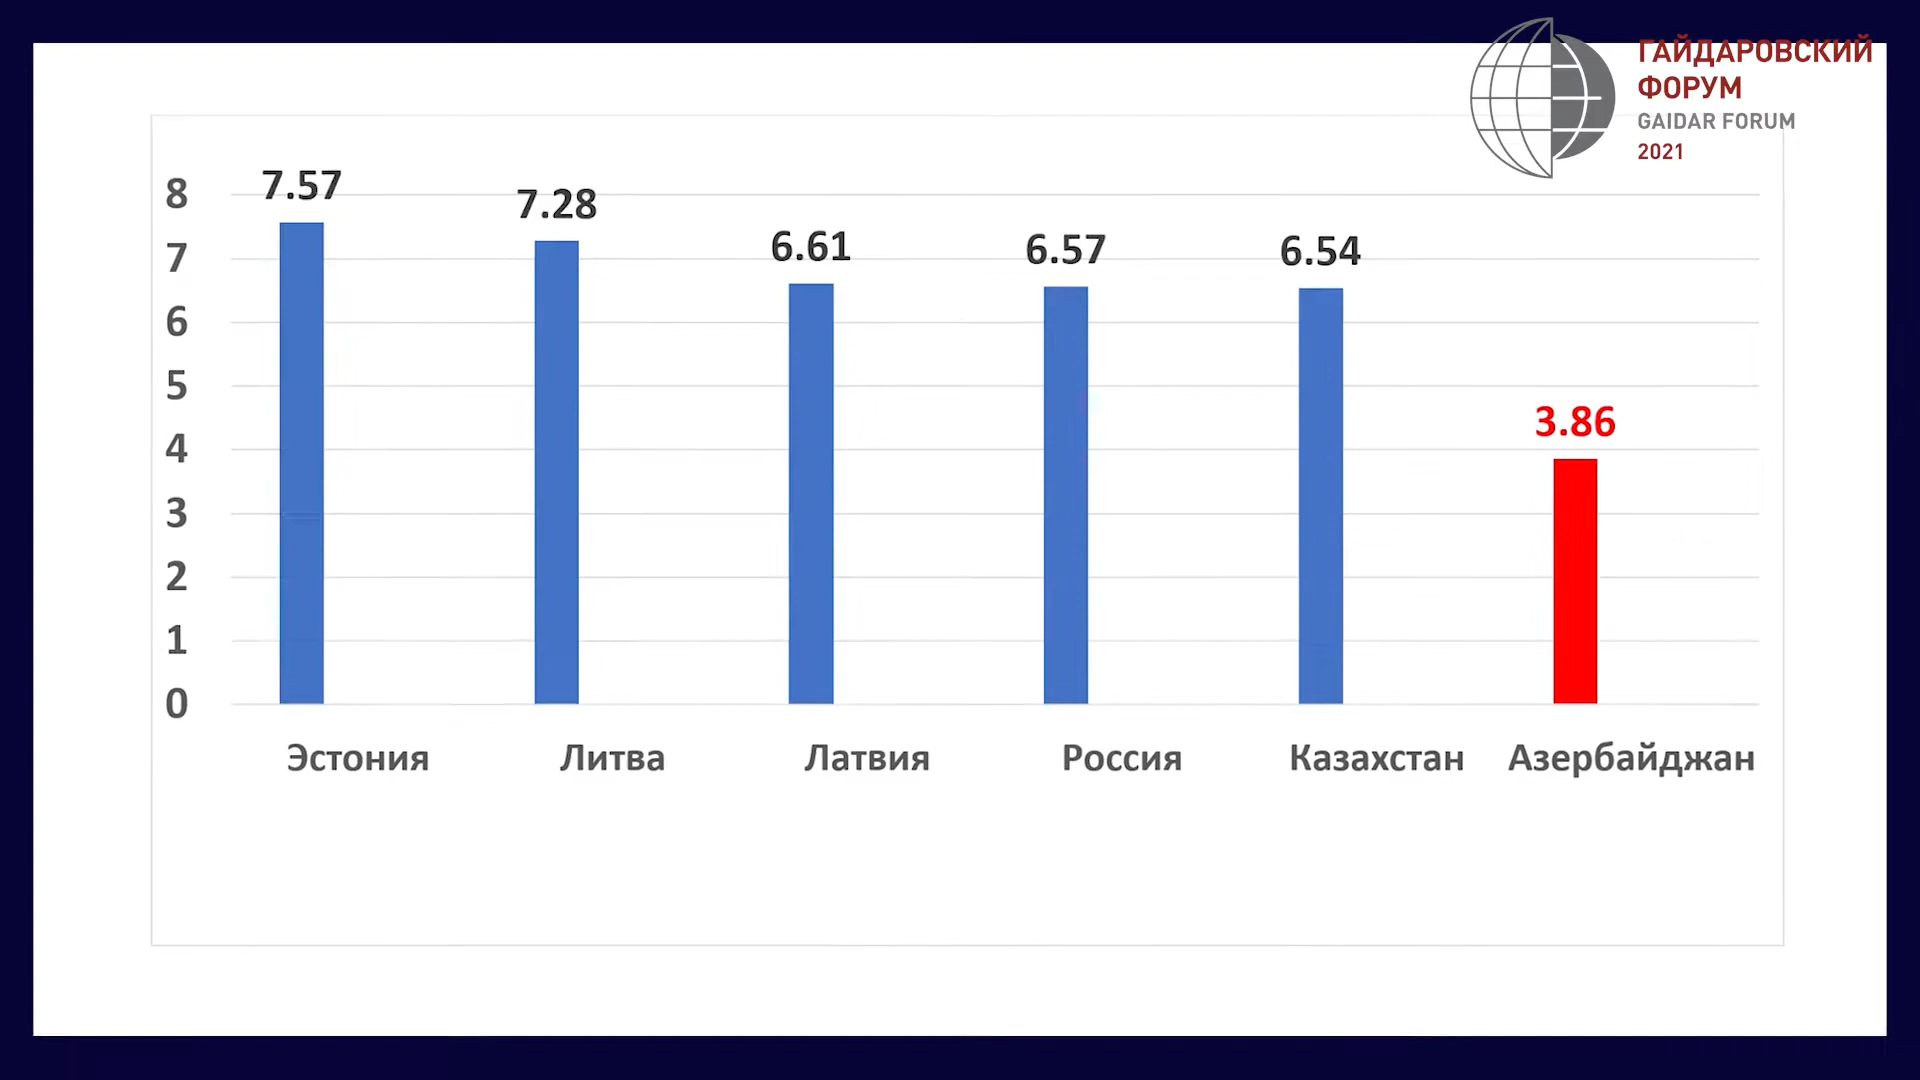 ГАЙДАРОВСКИЙ
ФОРУМ
GAIDAR FORUM
2021
8
7
6
5
4
3
2
1
0
7.57
7.28
6.61
6.57
6.54
3.86
Эстония
Литва
Латвия
Россия
Казахстан
Азербайджан